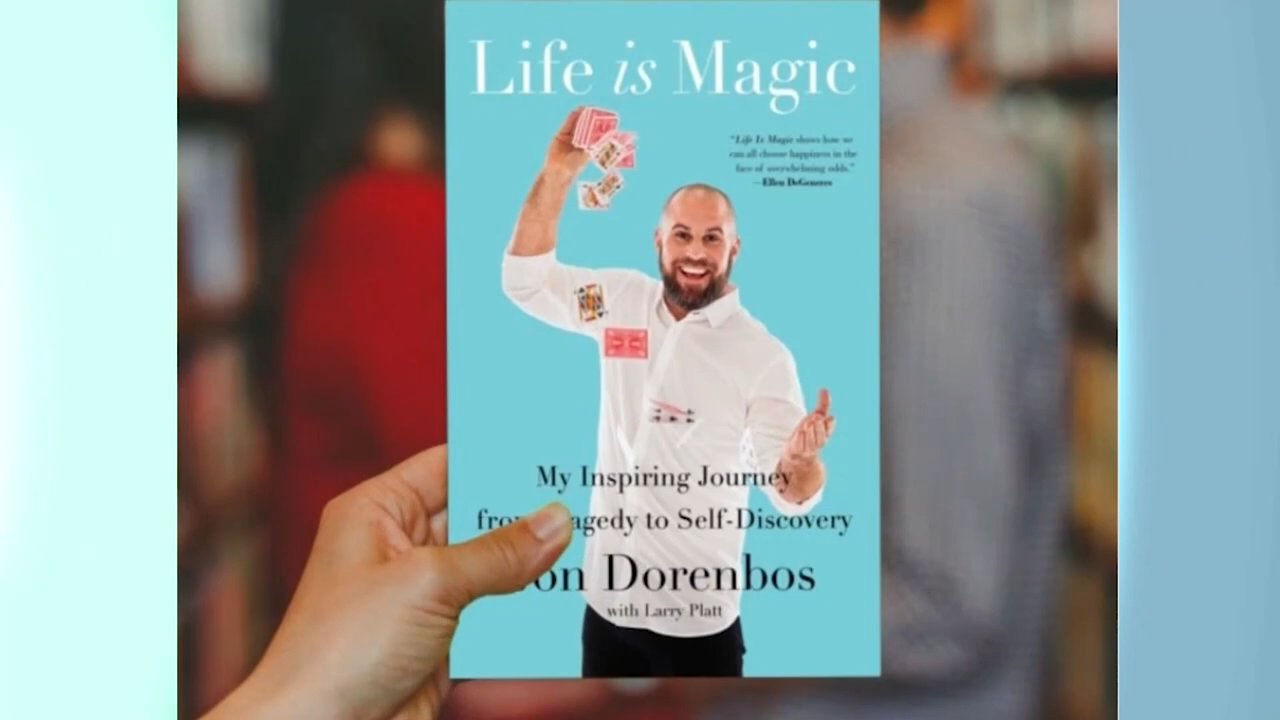 Life is Magic
"Life Is Magic shows how we
can all choose happiness in the
face of overwhelming odds."
—Ellen DeGeneres
My Inspiring Journey
to Self-Discovery
Dorenbos
with Larry Platt